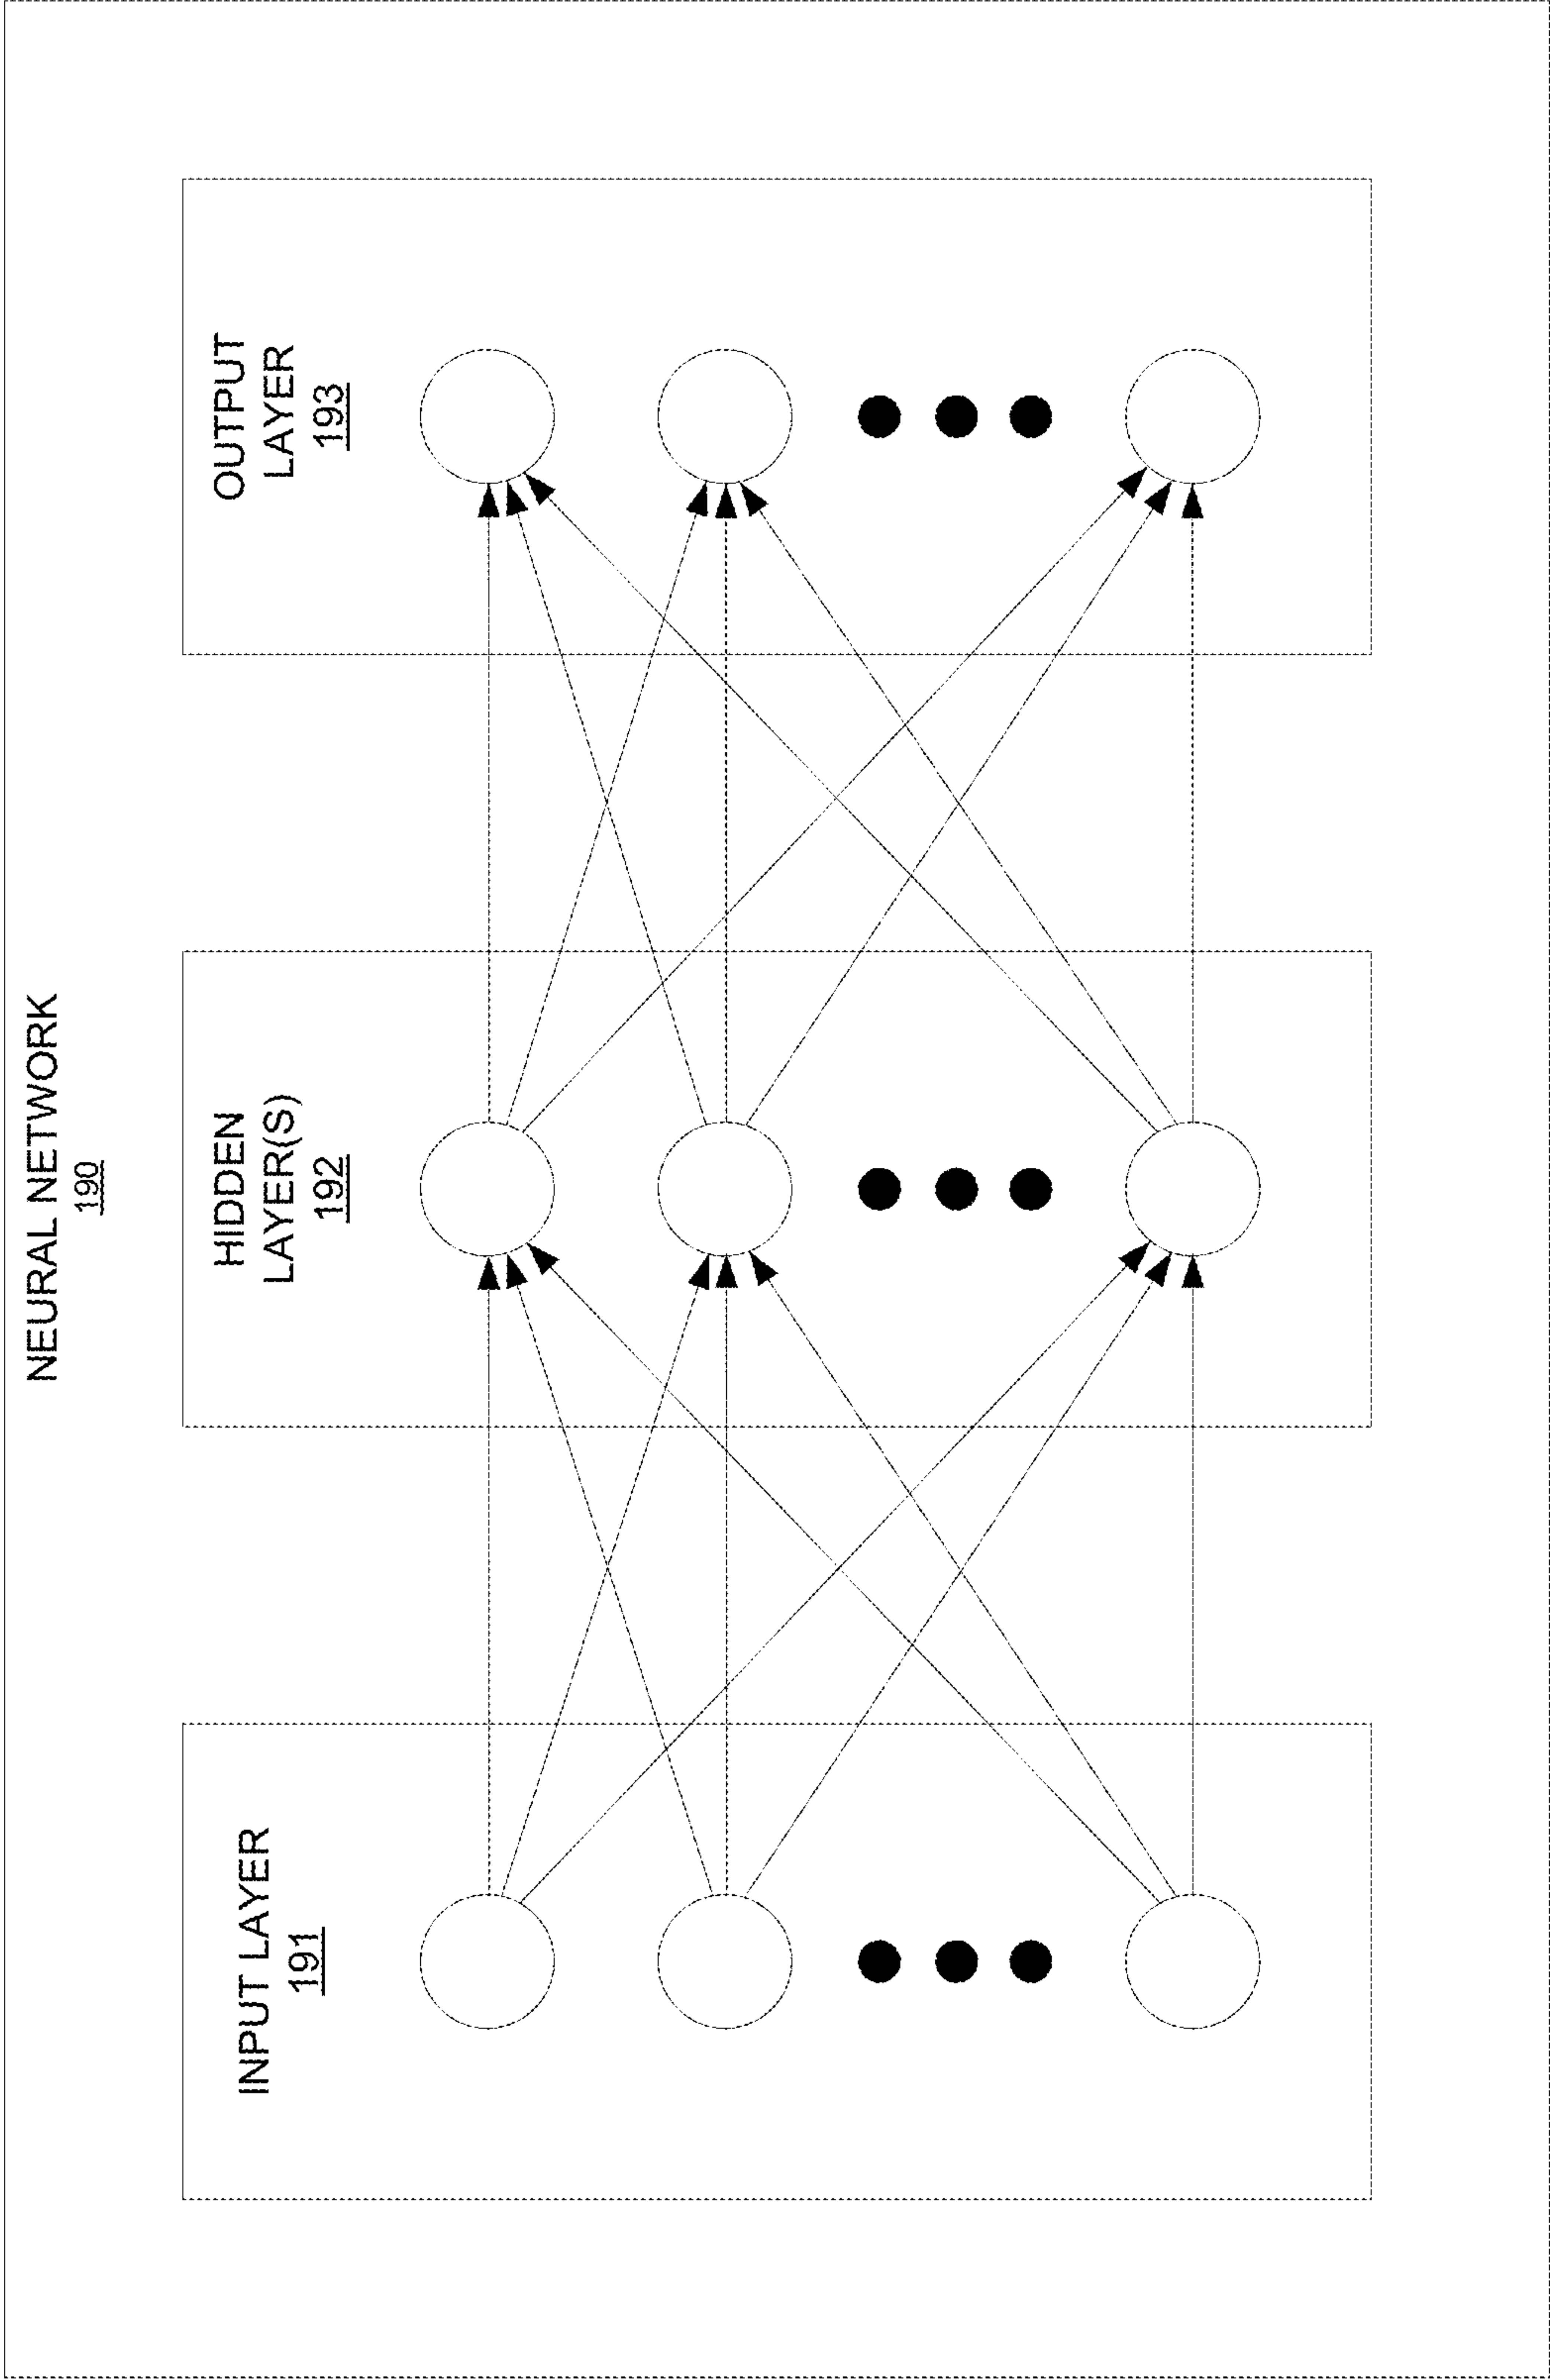 NEURAL NETWORK
190
INPUT LAYER
191
HIDDEN
LAYER(S)
192
OUTPUT
LAYER
193